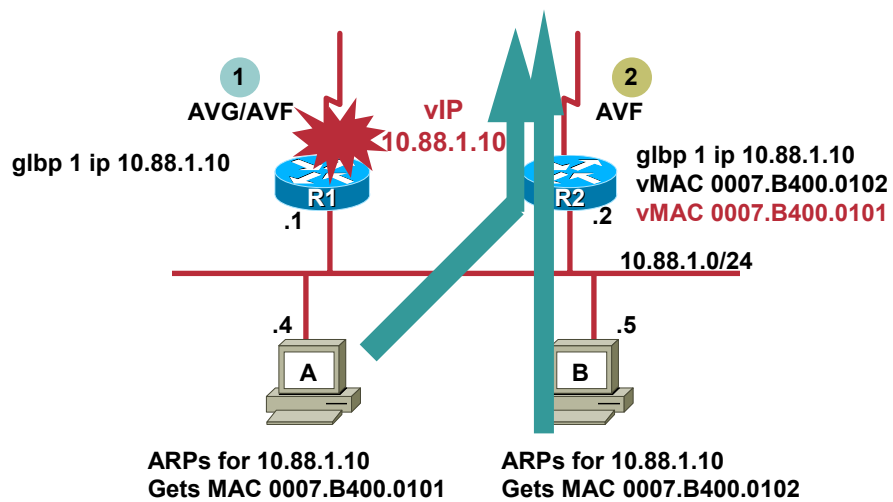 1
AVG/AVF
glbp 1 ip 10.88.1.10
R1
.1
vIP
10.88.1.10
2
AVF
glbp 1 ip 10.88.1.10
vMAC 0007.B400.0102
vMAC 0007.B400.0101
R2
.2
10.88.1.0/24
.4
A
.5
B
ARPs for 10.88.1.10
Gets MAC 0007.B400.0101
ARPs for 10.88.1.10
Gets MAC 0007.B400.0102